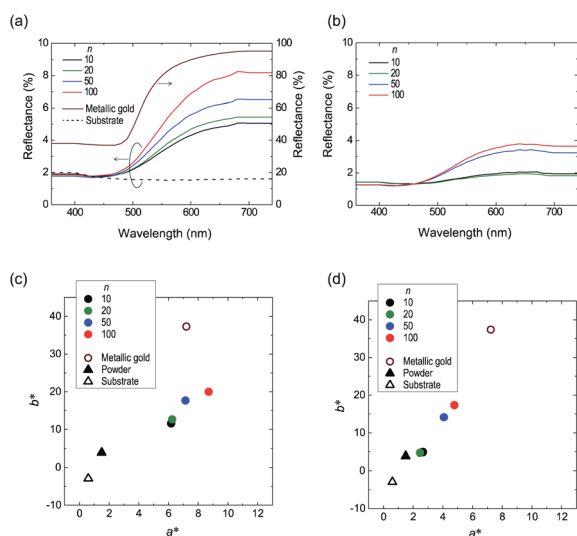 (a)
10
8
6
4
2
0
Reflectance (%)
n
10
20
50
100
Metallic gold
Substrate
100
80
60
40
20
0
Reflectance (%)
400
500
600
700
Wavelength (nm)
(b)
10
8
6
4
2
0
Reflectance (%)
n
10
20
50
100
400
500
600
700
Wavelength (nm)
(c)
n
10
20
50
100
Metallic gold
Powder
Substrate
40
30
20
10
0
-10
b*
0
2
4
6
8
10
12
a*
(d)
n
10
20
50
100
Metallic gold
Powder
Substrate
40
30
20
10
0
-10
b*
0
2
4
6
8
10
12
a*